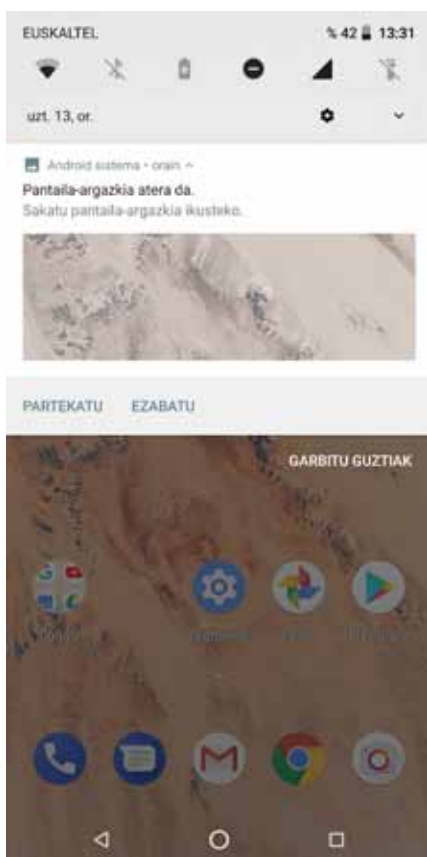 EUSKALTEL
% 42 13:31
uzt. 13, or.
Android sistema • orain
Pantaila-argazkia atera da.
Sakatu pantaila-argazkia ikusteko.
PARTEKATU EZABATU
GARBITU GUZTIAK